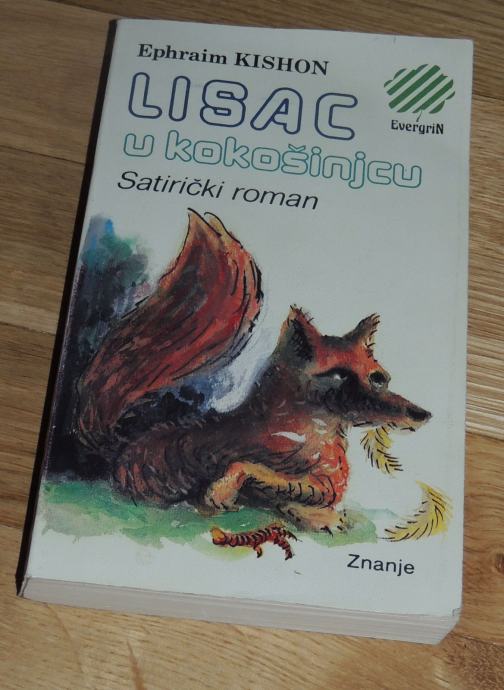 Ephraim KISHON
LISAC
EvergriN
u kokošinjcu
Satirički roman
Znanje